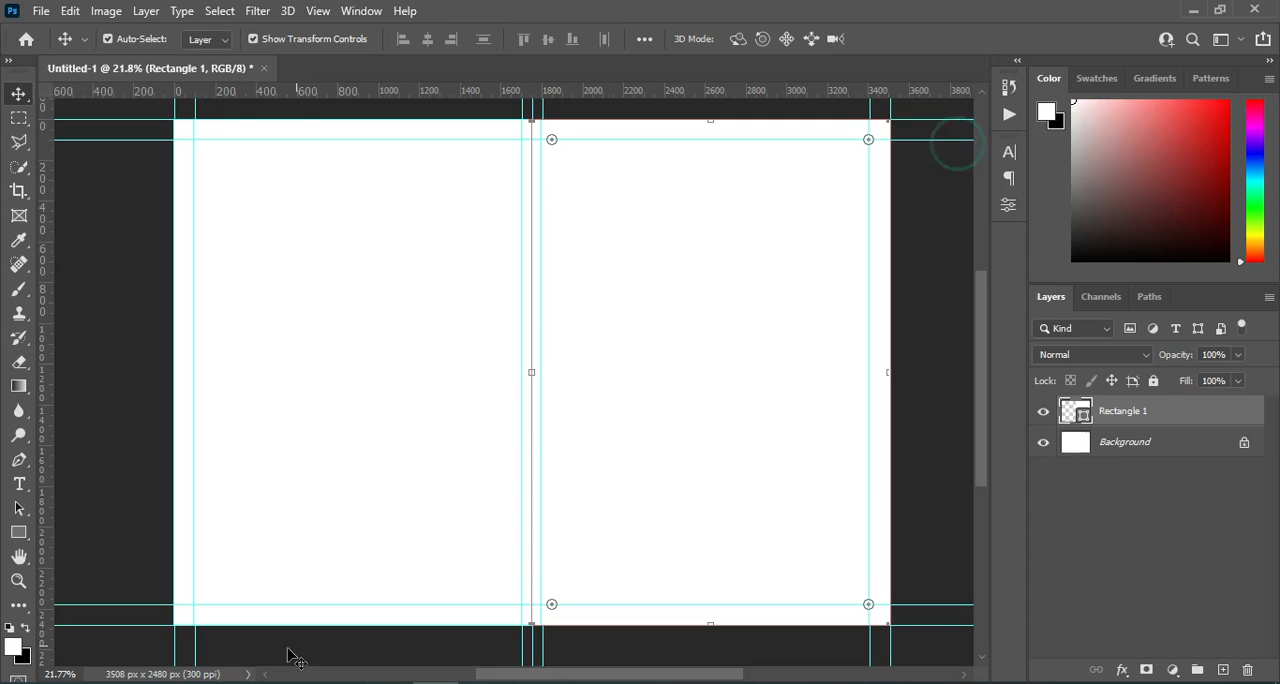 Ps File Edit Image Layer Type Select Filter 3D View Window Help
Auto-Select: Layer Show Transform Controls 3D Mode:
Untitled-1 @ 21.8% (Rectangle 1, RGB/8) *
600 400 200 0 200 400 600 800 1000 1200 1400 1600 1800 2000 2200 2400 2600 2800 3000 3200 3400 3600 3800
Color Swatches Gradients Patterns
Layers Channels Paths
Kind
Normal Opacity: 100%
Lock: Fill: 100%
Rectangle 1
Background
21.77% 3508 px x 2480 px (300 ppi)